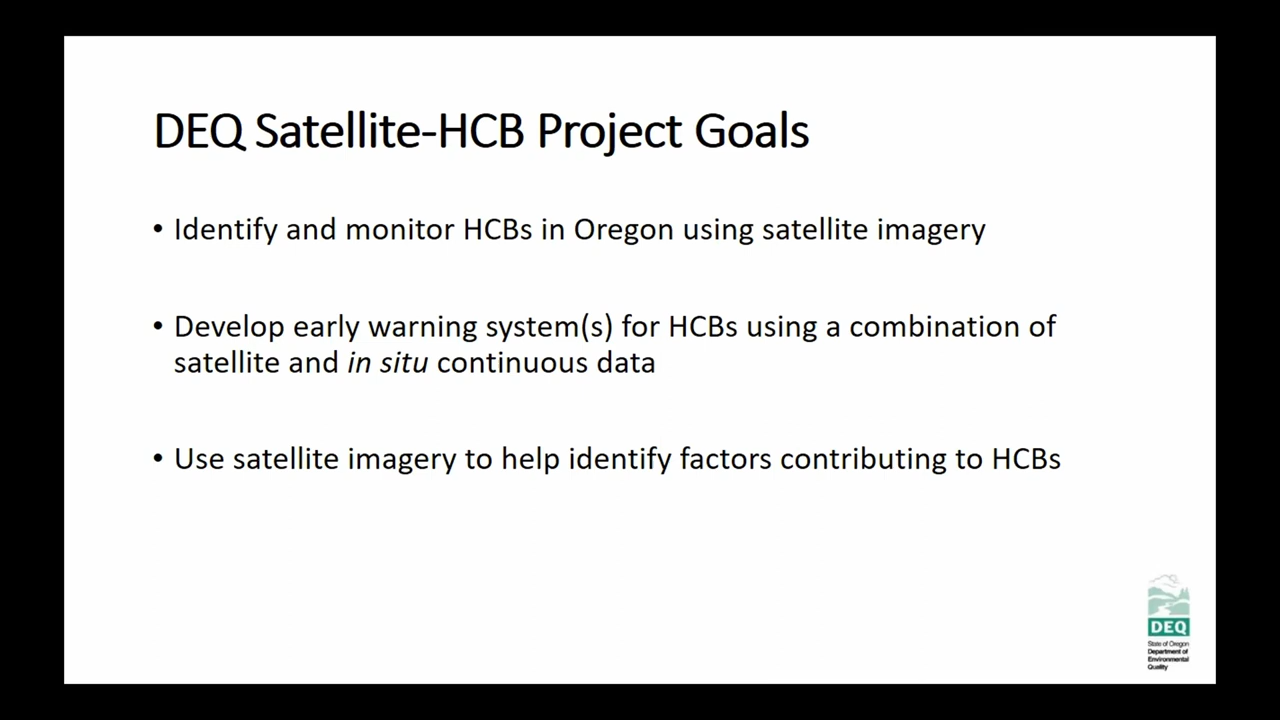 DEQ Satellite-HCB Project Goals
• Identify and monitor HCBs in Oregon using satellite imagery
• Develop early warning system(s) for HCBs using a combination of
satellite and in situ continuous data
• Use satellite imagery to help identify factors contributing to HCBs
DEQ
State of Oregon
Department of
Environmental
Quality